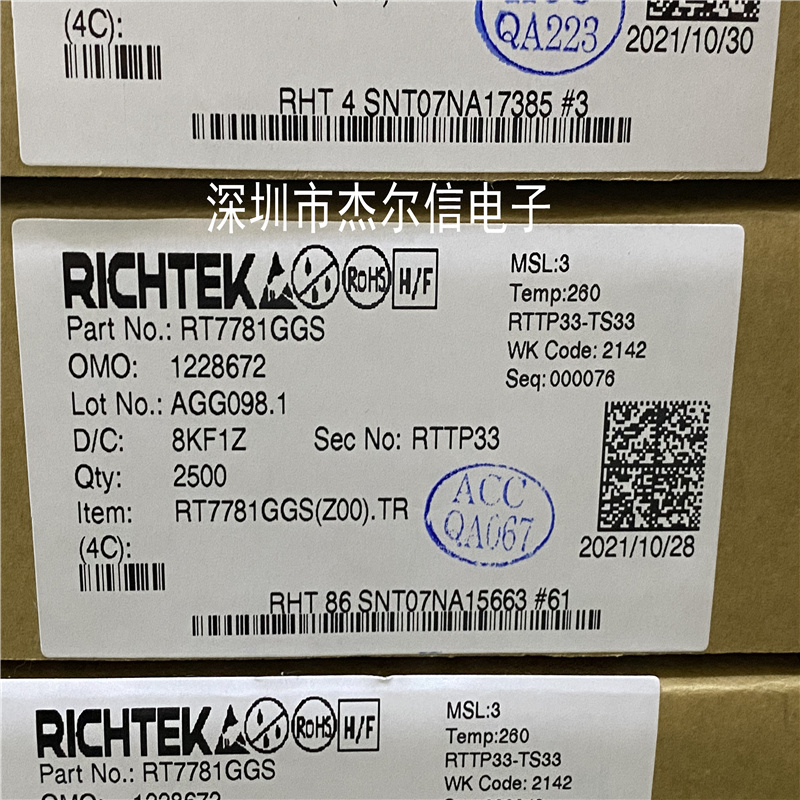 (4C):
QA223
2021/10/30
RHT 4 SNT07NA17385 #3
深圳市杰尔信电子
RICHTEK
RoHS
H/F
MSL:3
Temp:260
RTTP33-TS33
WK Code: 2142
Seq: 000076
Part No.: RT7781GGS
OMO: 1228672
Lot No.: AGG098.1
D/C: 8KF1Z Sec No: RTTP33
Qty: 2500
Item: RT7781GGS(Z00).TR
(4C):
ACC
QA067
2021/10/28
RHT 86 SNT07NA15663 #61
RICHTEK
RoHS
H/F
MSL:3
Temp:260
RTTP33-TS33
WK Code: 2142
Part No.: RT7781GGS
OMO: 1228672